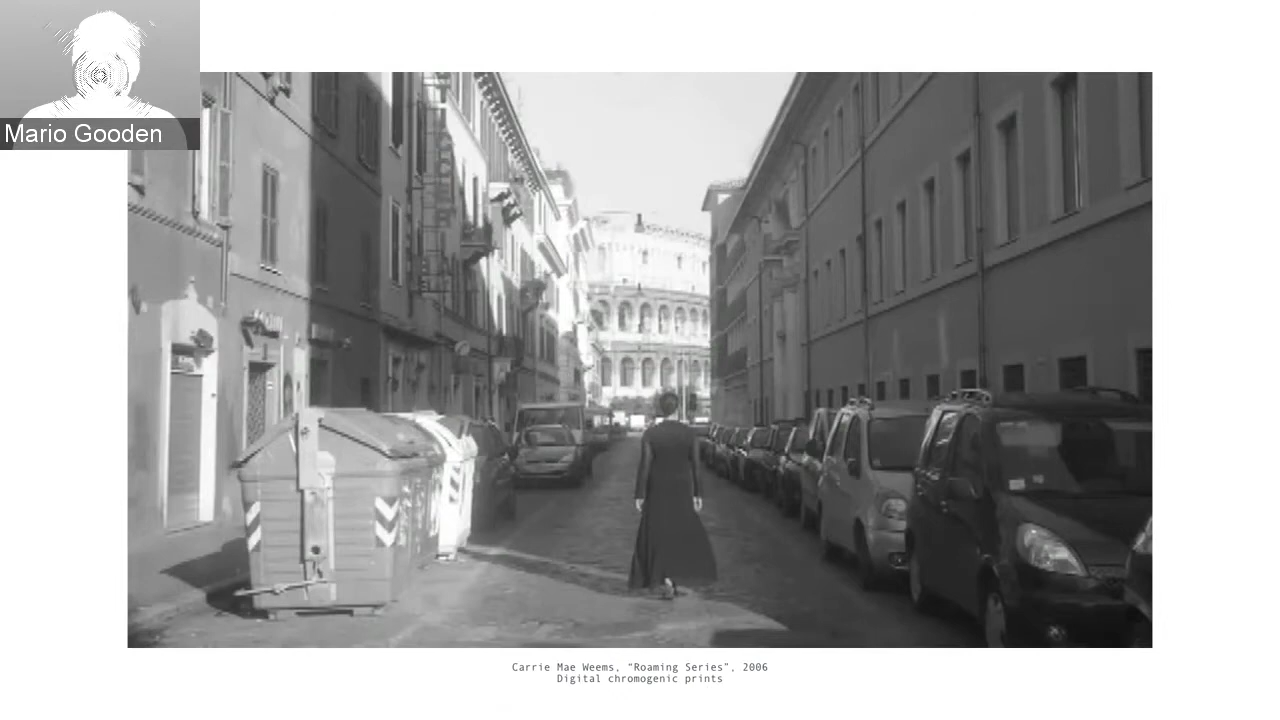 Mario Gooden
Carrie Mae Weems, "Roaming Series", 2006
Digital chromogenic prints